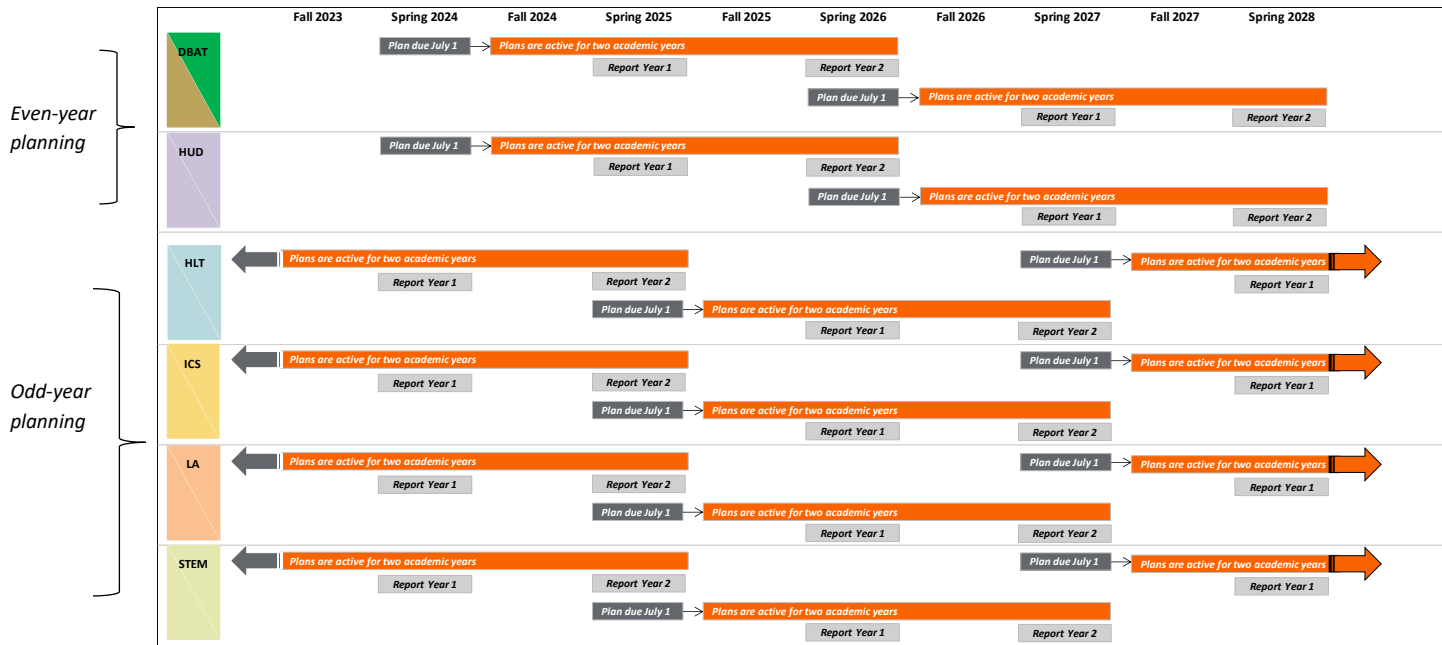 Fall 2023 Spring 2024 Fall 2024 Spring 2025 Fall 2025 Spring 2026 Fall 2026 Spring 2027 Fall 2027 Spring 2028
Even-year
planning
DBAT
Plan due July 1 Plans are active for two academic years
Report Year 1 Report Year 2
Plan due July 1 Plans are active for two academic years
Report Year 1 Report Year 2
HUD
Plan due July 1 Plans are active for two academic years
Report Year 1 Report Year 2
Plan due July 1 Plans are active for two academic years
Report Year 1 Report Year 2
Odd-year
planning
HLT
Plans are active for two academic years Plan due July 1 Plans are active for two academic years
Report Year 1 Report Year 2 Report Year 1
Plan due July 1 Plans are active for two academic years
Report Year 1 Report Year 2
ICS
Plans are active for two academic years Plan due July 1 Plans are active for two academic years
Report Year 1 Report Year 2 Report Year 1
Plan due July 1 Plans are active for two academic years
Report Year 1 Report Year 2
LA
Plans are active for two academic years Plan due July 1 Plans are active for two academic years
Report Year 1 Report Year 2 Report Year 1
Plan due July 1 Plans are active for two academic years
Report Year 1 Report Year 2
STEM
Plans are active for two academic years Plan due July 1 Plans are active for two academic years
Report Year 1 Report Year 2 Report Year 1
Plan due July 1 Plans are active for two academic years
Report Year 1 Report Year 2